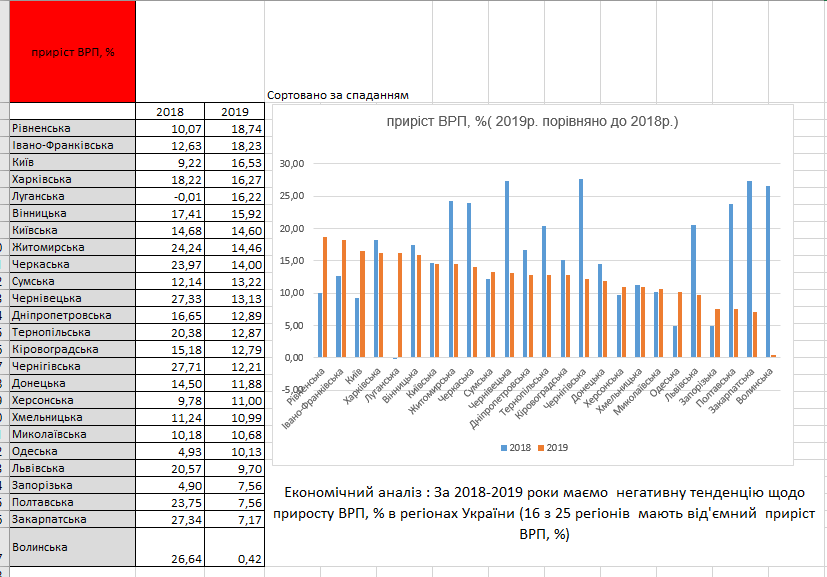 приріст ВРП, %
Сортовано за спаданням
2018 2019
Рівненська 10,07 18,74
Івано-Франківська 12,63 18,23
Київ 9,22 16,53
Харківська 18,22 16,27
Луганська -0,01 16,22
Вінницька 17,41 15,92
Київська 14,68 14,60
Житомирська 24,24 14,46
Черкаська 23,97 14,00
Сумська 12,14 13,22
Чернівецька 27,33 13,13
Дніпропетровська 16,65 12,89
Тернопільська 20,38 12,87
Кіровоградська 15,18 12,79
Чернігівська 27,71 12,21
Донецька 14,50 11,88
Херсонська 9,78 11,00
Хмельницька 11,24 10,99
Миколаївська 10,18 10,68
Одеська 4,93 10,13
Львівська 20,57 9,70
Запорізька 4,90 7,56
Полтавська 23,75 7,56
Закарпатська 27,34 7,17
Волинська 26,64 0,42
приріст ВРП, %( 2019р. порівняно до 2018р.)
30,00
25,00
20,00
15,00
10,00
5,00
0,00
-5,00
Рівненська
Івано-Франківська
Київ
Харківська
Луганська
Вінницька
Київська
Житомирська
Черкаська
Сумська
Чернівецька
Дніпропетровська
Тернопільська
Кіровоградська
Чернігівська
Донецька
Херсонська
Хмельницька
Миколаївська
Одеська
Львівська
Запорізька
Полтавська
Закарпатська
Волинська
2018 2019
Економічний аналіз : За 2018-2019 роки маємо негативну тенденцію щодо
приросту ВРП, % в регіонах України (16 з 25 регіонів мають від'ємний приріст
ВРП, %)